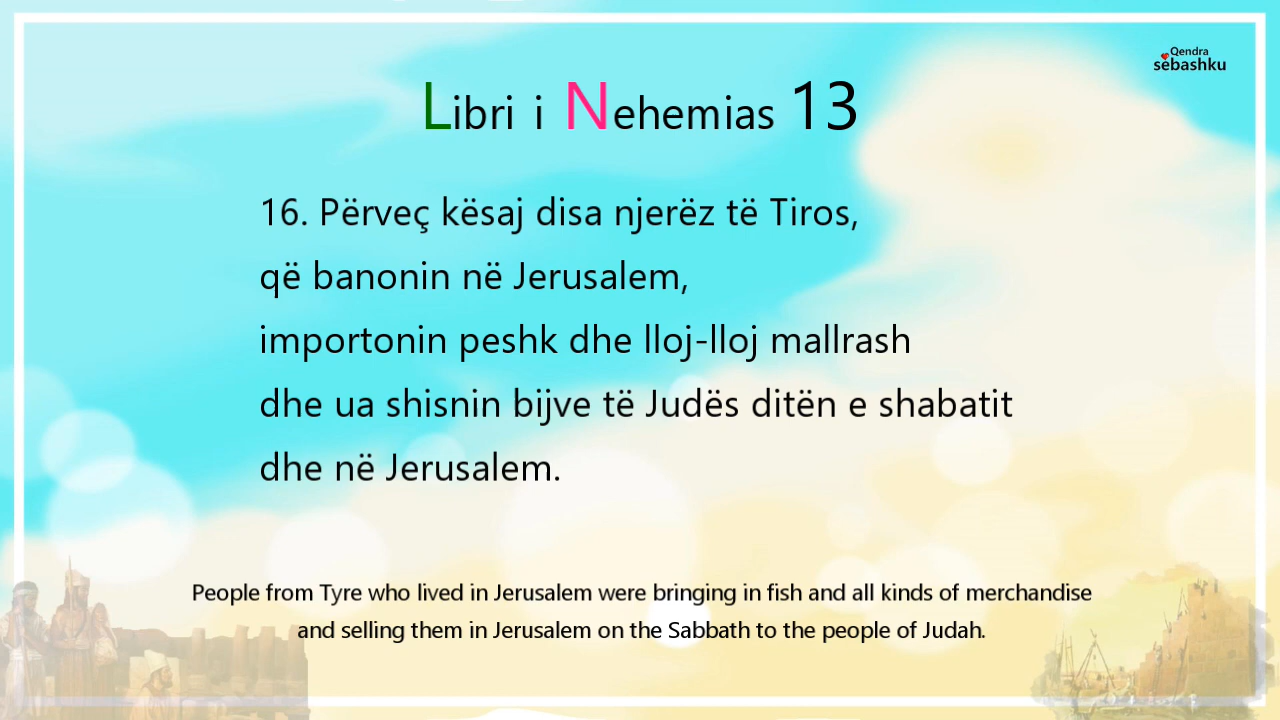 Qendra
sëbashku
Libri i Nehemias 13
16. Përveç kësaj disa njerëz të Tiros,
që banonin në Jerusalem,
importonin peshk dhe lloj-lloj mallrash
dhe ua shisnin bijve të Judës ditën e shabatit
dhe në Jerusalem.
People from Tyre who lived in Jerusalem were bringing in fish and all kinds of merchandise
and selling them in Jerusalem on the Sabbath to the people of Judah.